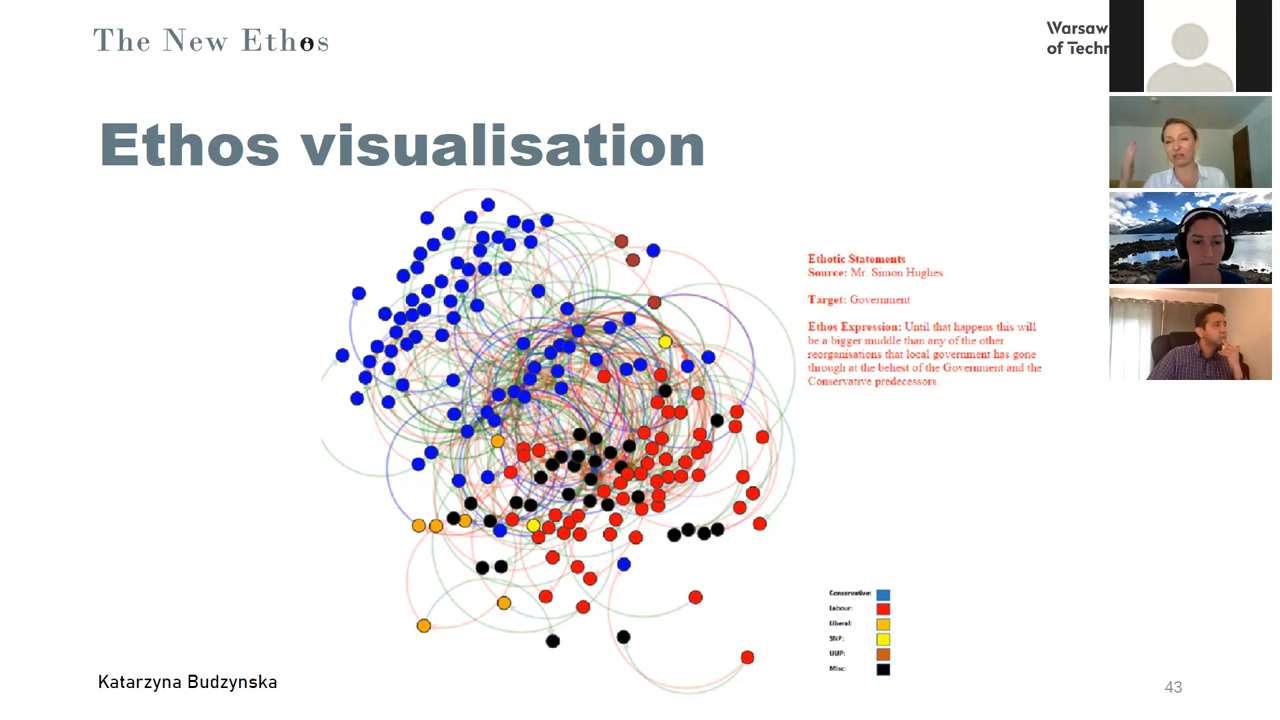 The New Ethos
Warsaw
of Techn
Ethos visualisation
Ethotic Statements
Source: Mr. Simon Hughes
Target: Government
Ethos Expression: Until that happens this will
be a bigger muddle than any of the other
reorganisations that local government has gone
through at the behest of the Government and the
Conservative predecessors.
Conservative:
Labour:
Liberal:
SNP:
UUP:
Misc:
Katarzyna Budzynska
43